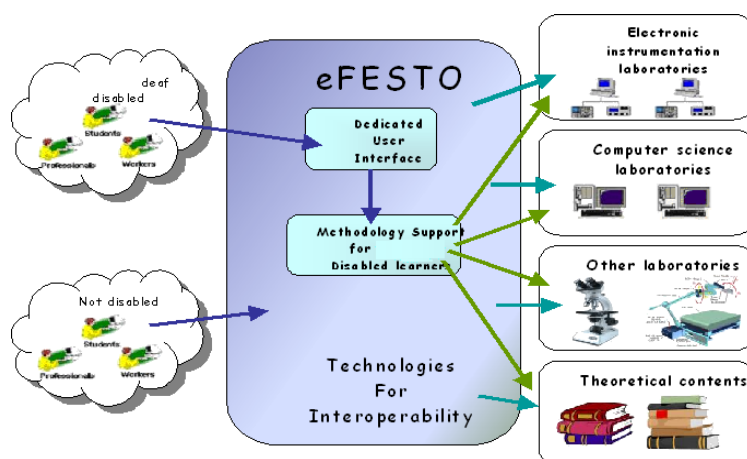 deaf
disabled
Students
Professionals
Workers
Not disabled
Students
Professionals
Workers
eFESTO
Dedicated
User
Interface
Methodology Support
for
Disabled learners
Technologies
For
Interoperability
Electronic
instrumentation
laboratories
Computer science
laboratories
Other laboratories
Theoretical contents